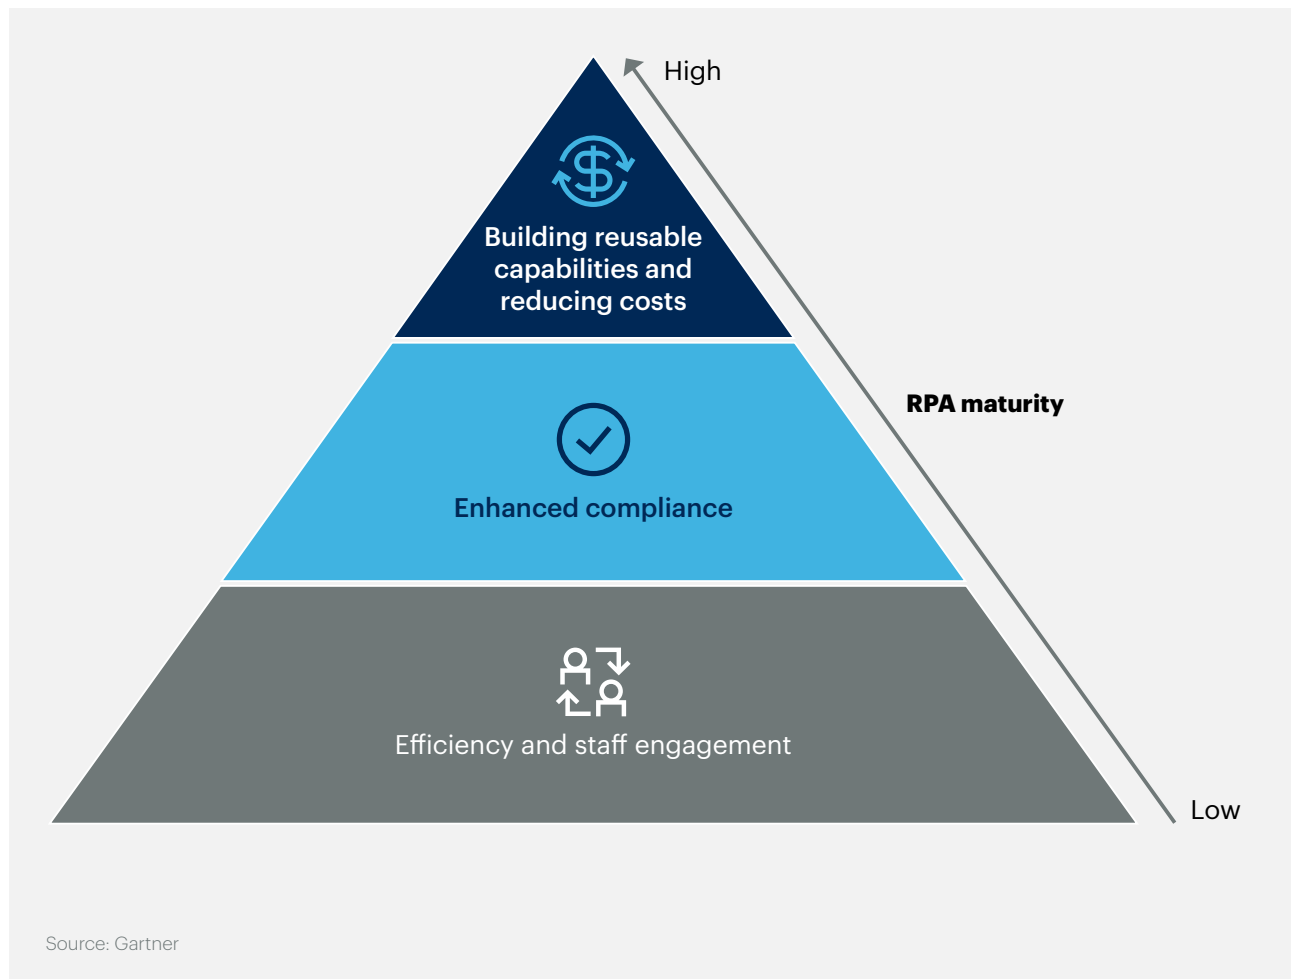 High
Building reusable
capabilities and
reducing costs
RPA maturity
Enhanced compliance
Efficiency and staff engagement
Low
Source: Gartner